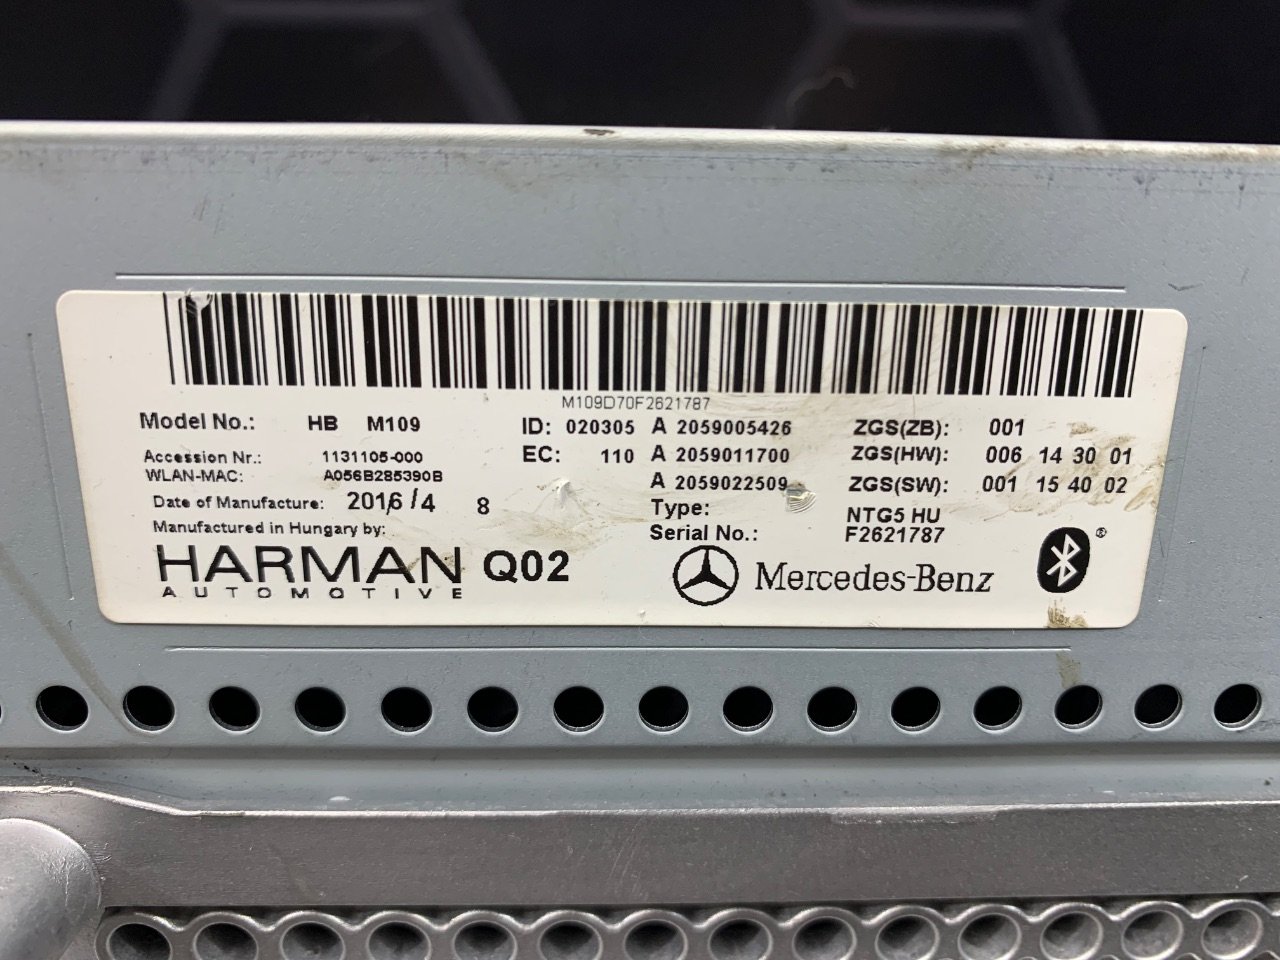 M109D70F2621787
Model No.: HB M109 ID: 020305 A 2059005426 ZGS(ZB): 001
Accession Nr.: 1131105-000 EC: 110 A 2059011700 ZGS(HW): 006 14 30 01
WLAN-MAC: A056B285390B A 2059022509 ZGS(SW): 001 15 40 02
Date of Manufacture: 2016/4 8 Type: NTG5 HU
Manufactured in Hungary by: Serial No.: F2621787
HARMAN Q02 Mercedes-Benz ®
AUTOMOTIVE